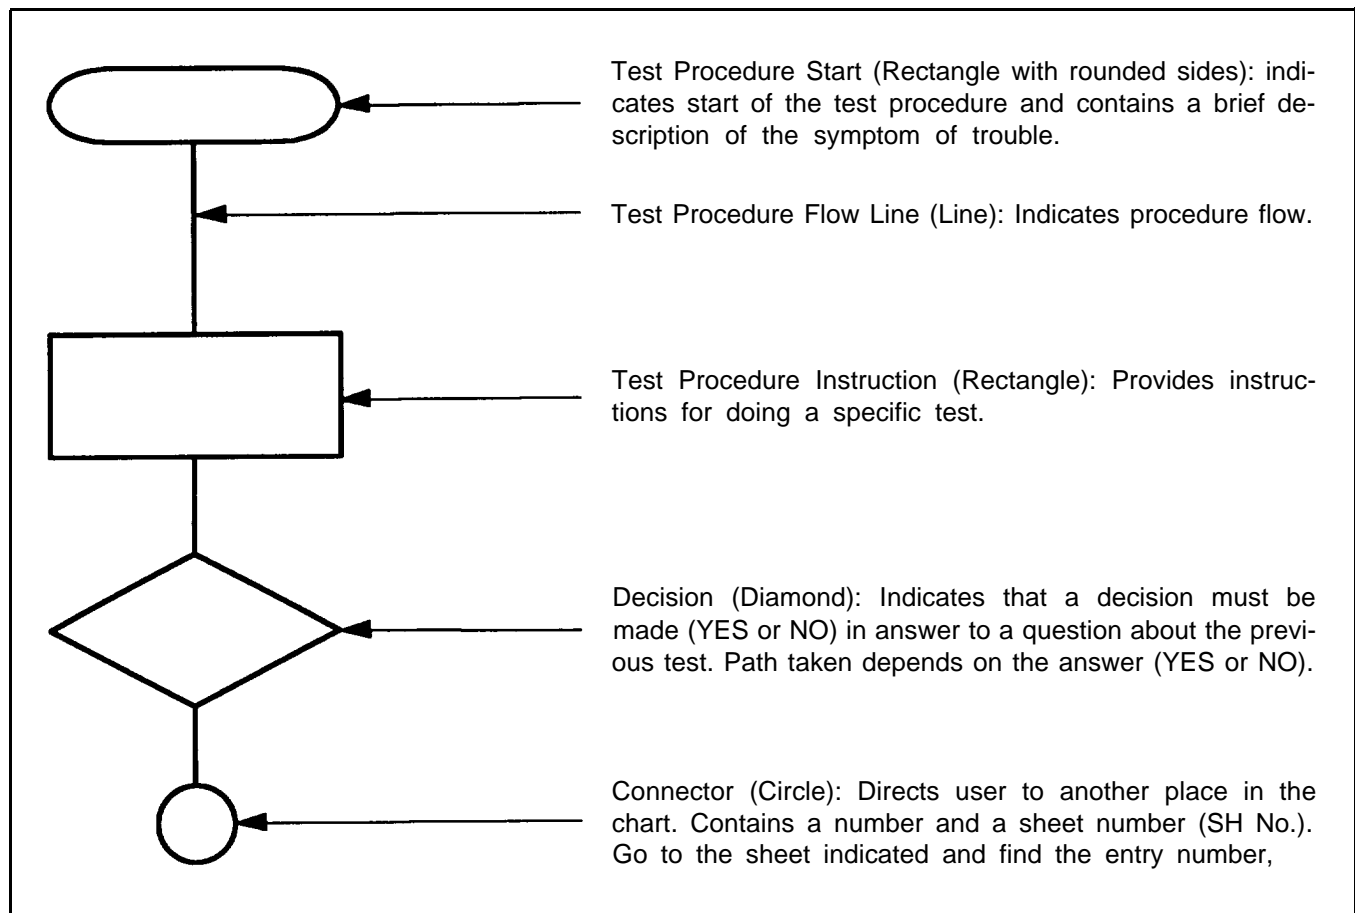 Test Procedure Start (Rectangle with rounded sides): indi-
cates start of the test procedure and contains a brief de-
scription of the symptom of trouble.
Test Procedure Flow Line (Line): Indicates procedure flow.
Test Procedure Instruction (Rectangle): Provides instruc-
tions for doing a specific test.
Decision (Diamond): Indicates that a decision must be
made (YES or NO) in answer to a question about the previ-
ous test. Path taken depends on the answer (YES or NO).
Connector (Circle): Directs user to another place in the
chart. Contains a number and a sheet number (SH No.).
Go to the sheet indicated and find the entry number,